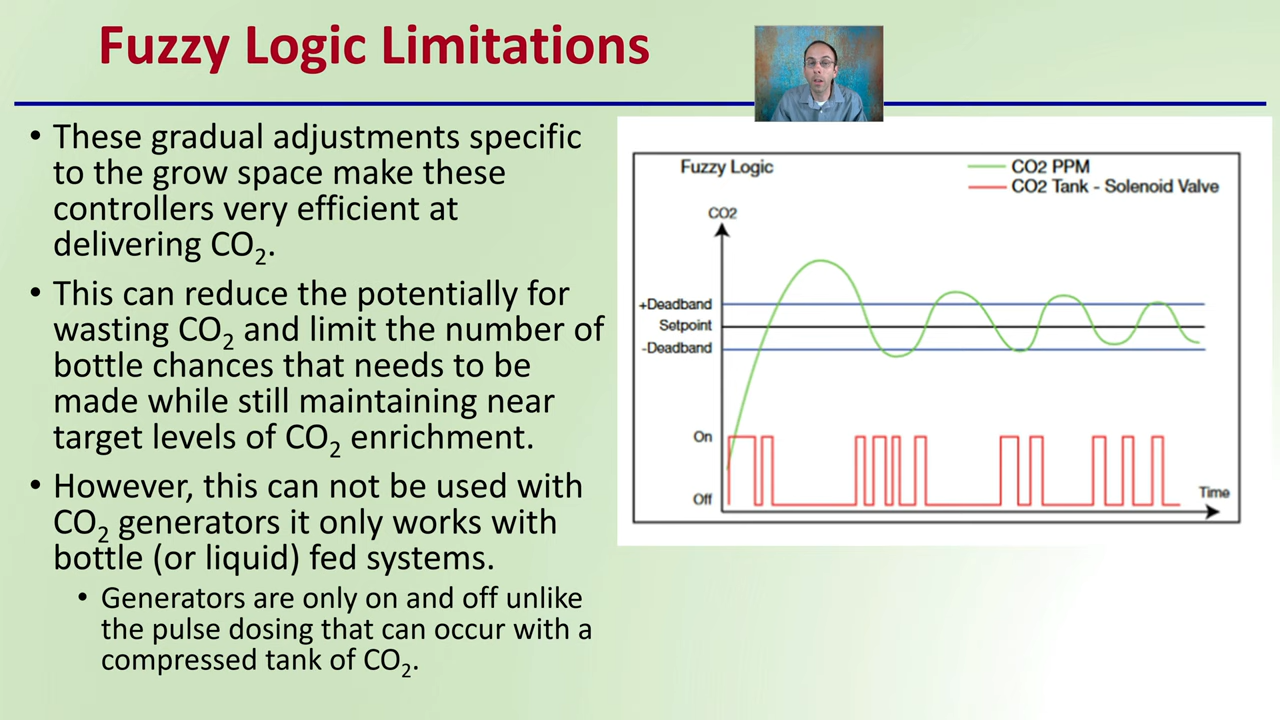 Fuzzy Logic Limitations
• These gradual adjustments specific
to the grow space make these
controllers very efficient at
delivering CO₂.
• This can reduce the potentially for
wasting CO₂ and limit the number of
bottle chances that needs to be
made while still maintaining near
target levels of CO₂ enrichment.
• However, this can not be used with
CO₂ generators it only works with
bottle (or liquid) fed systems.
• Generators are only on and off unlike
the pulse dosing that can occur with a
compressed tank of CO₂.
Fuzzy Logic
CO2 PPM
CO2 Tank - Solenoid Valve
CO2
+Deadband
Setpoint
-Deadband
On
Off
Time